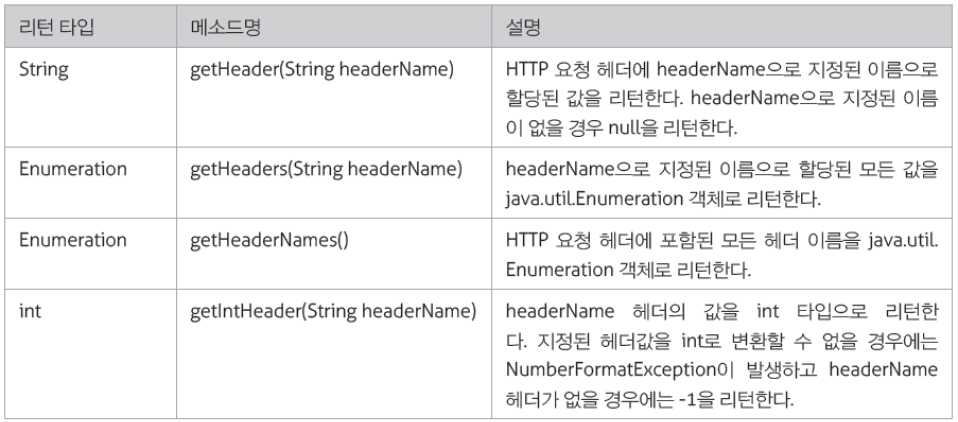 리턴 타입 메소드명 설명
String getHeader(String headerName) HTTP 요청 헤더에 headerName으로 지정된 이름으로
할당된 값을 리턴한다. headerName으로 지정된 이름
이 없을 경우 null을 리턴한다.
Enumeration getHeaders(String headerName) headerName으로 지정된 이름으로 할당된 모든 값을
java.util.Enumeration 객체로 리턴한다.
Enumeration getHeaderNames() HTTP 요청 헤더에 포함된 모든 헤더 이름을 java.util.
Enumeration 객체로 리턴한다.
int getIntHeader(String headerName) headerName 헤더의 값을 int 타입으로 리턴한
다. 지정된 헤더값을 int로 변환할 수 없을 경우에는
NumberFormatException이 발생하고 headerName
헤더가 없을 경우에는 -1을 리턴한다.